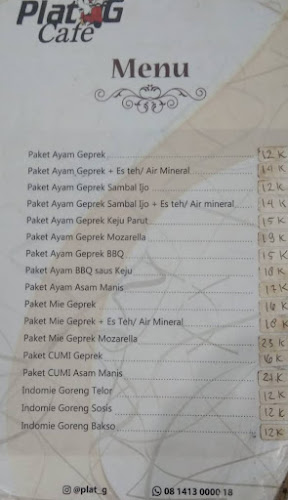 Plat G
Cafe
Menu
Paket Ayam Geprek 12 K
Paket Ayam Geprek + Es teh/ Air Mineral 14 K
Paket Ayam Geprek Sambal Ijo 12 K
Paket Ayam Geprek Sambal Ijo + Es teh/ Air mineral 14 K
Paket Ayam Geprek Keju Parut 15 K
Paket Ayam Geprek Mozarella 19 K
Paket Ayam Geprek BBQ 15 K
Paket Ayam BBQ saus Keju 18 K
Paket Ayam Asam Manis 17 K
Paket Mie Geprek 16 K
Paket Mie Geprek + Es Teh/ Air Mineral 18 K
Paket Mie Geprek Mozarella 23 K
Paket CUMI Geprek 16 K
Paket CUMI Asam Manis 21 K
Indomie Goreng Telor 12 K
Indomie Goreng Sosis 12 K
Indomie Goreng Bakso 12 K
@plat_g 08 1413 0000 18